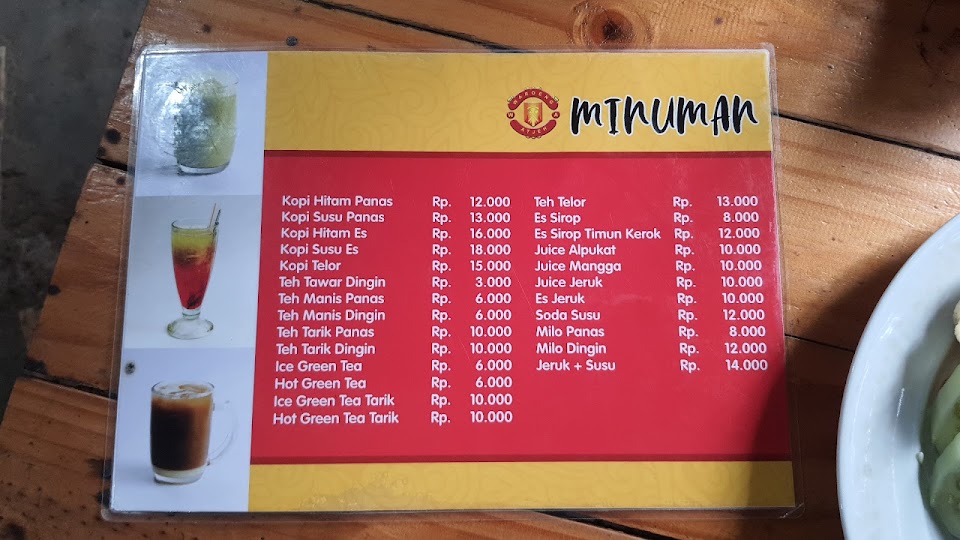 WARDEKA
ATJEH
MINUMAN
Kopi Hitam Panas Rp. 12.000
Kopi Susu Panas Rp. 13.000
Kopi Hitam Es Rp. 16.000
Kopi Susu Es Rp. 18.000
Kopi Telor Rp. 15.000
Teh Tawar Dingin Rp. 3.000
Teh Manis Panas Rp. 6.000
Teh Manis Dingin Rp. 6.000
Teh Tarik Panas Rp. 10.000
Teh Tarik Dingin Rp. 10.000
Ice Green Tea Rp. 6.000
Hot Green Tea Rp. 6.000
Ice Green Tea Tarik Rp. 10.000
Hot Green Tea Tarik Rp. 10.000
Teh Telor Rp. 13.000
Es Sirop Rp. 8.000
Es Sirop Timun Kerok Rp. 12.000
Juice Alpukat Rp. 10.000
Juice Mangga Rp. 10.000
Juice Jeruk Rp. 10.000
Es Jeruk Rp. 10.000
Soda Susu Rp. 12.000
Milo Panas Rp. 8.000
Milo Dingin Rp. 12.000
Jeruk + Susu Rp. 14.000